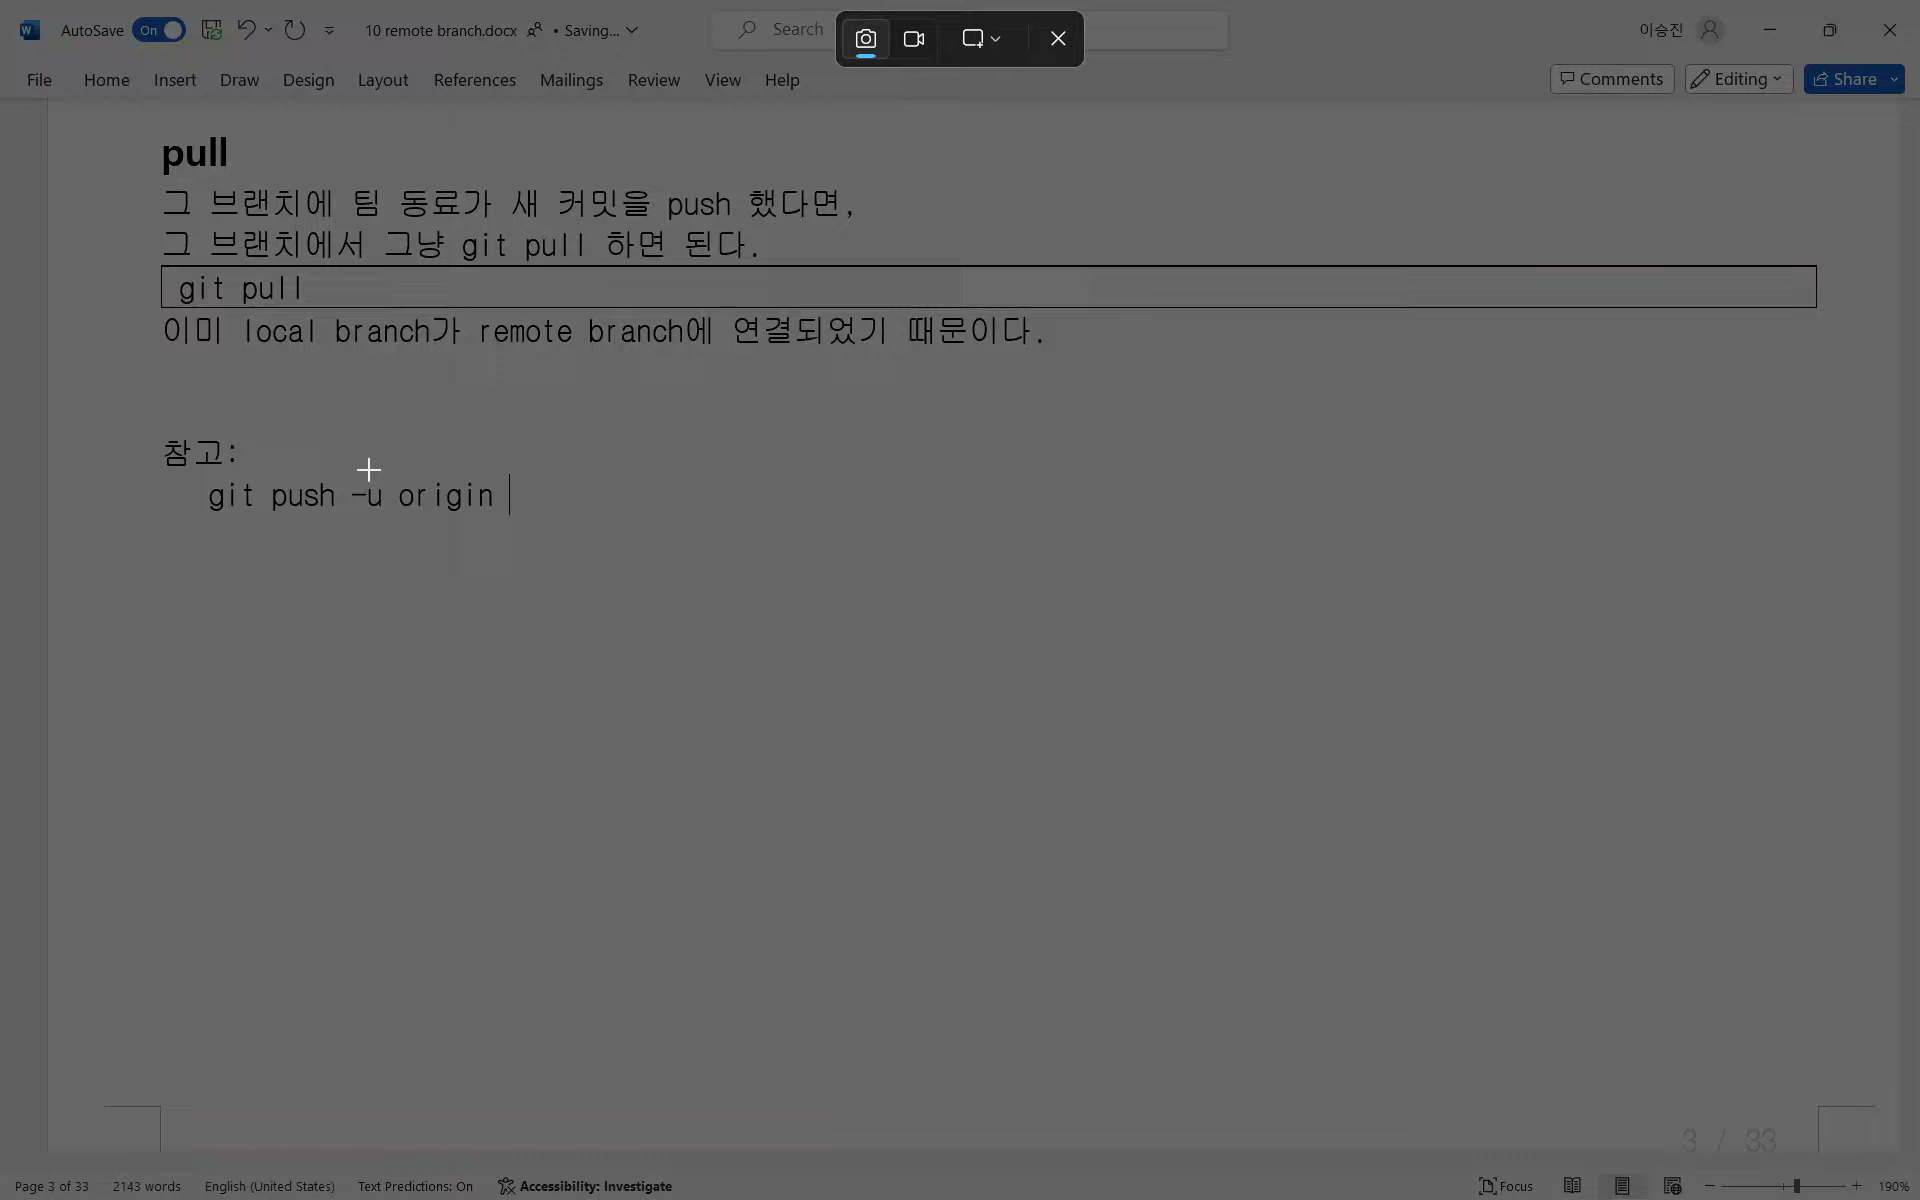 AutoSave On 10 remote branch.docx • Saving... Search 이승진
File Home Insert Draw Design Layout References Mailings Review View Help Comments Editing Share
pull
그 브랜치에 팀 동료가 새 커밋을 push 했다면,
그 브랜치에서 그냥 git pull 하면 된다.
git pull
이미 local branch가 remote branch에 연결되었기 때문이다.
참고:
git push -u origin
3 / 33
Page 3 of 33 2143 words English (United States) Text Predictions: On Accessibility: Investigate Focus 190%